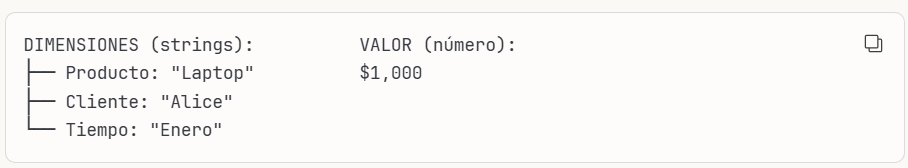 DIMENSIONES (strings):          VALOR (número):
├── Producto: "Laptop"          $1,000
├── Cliente: "Alice"
└── Tiempo: "Enero"